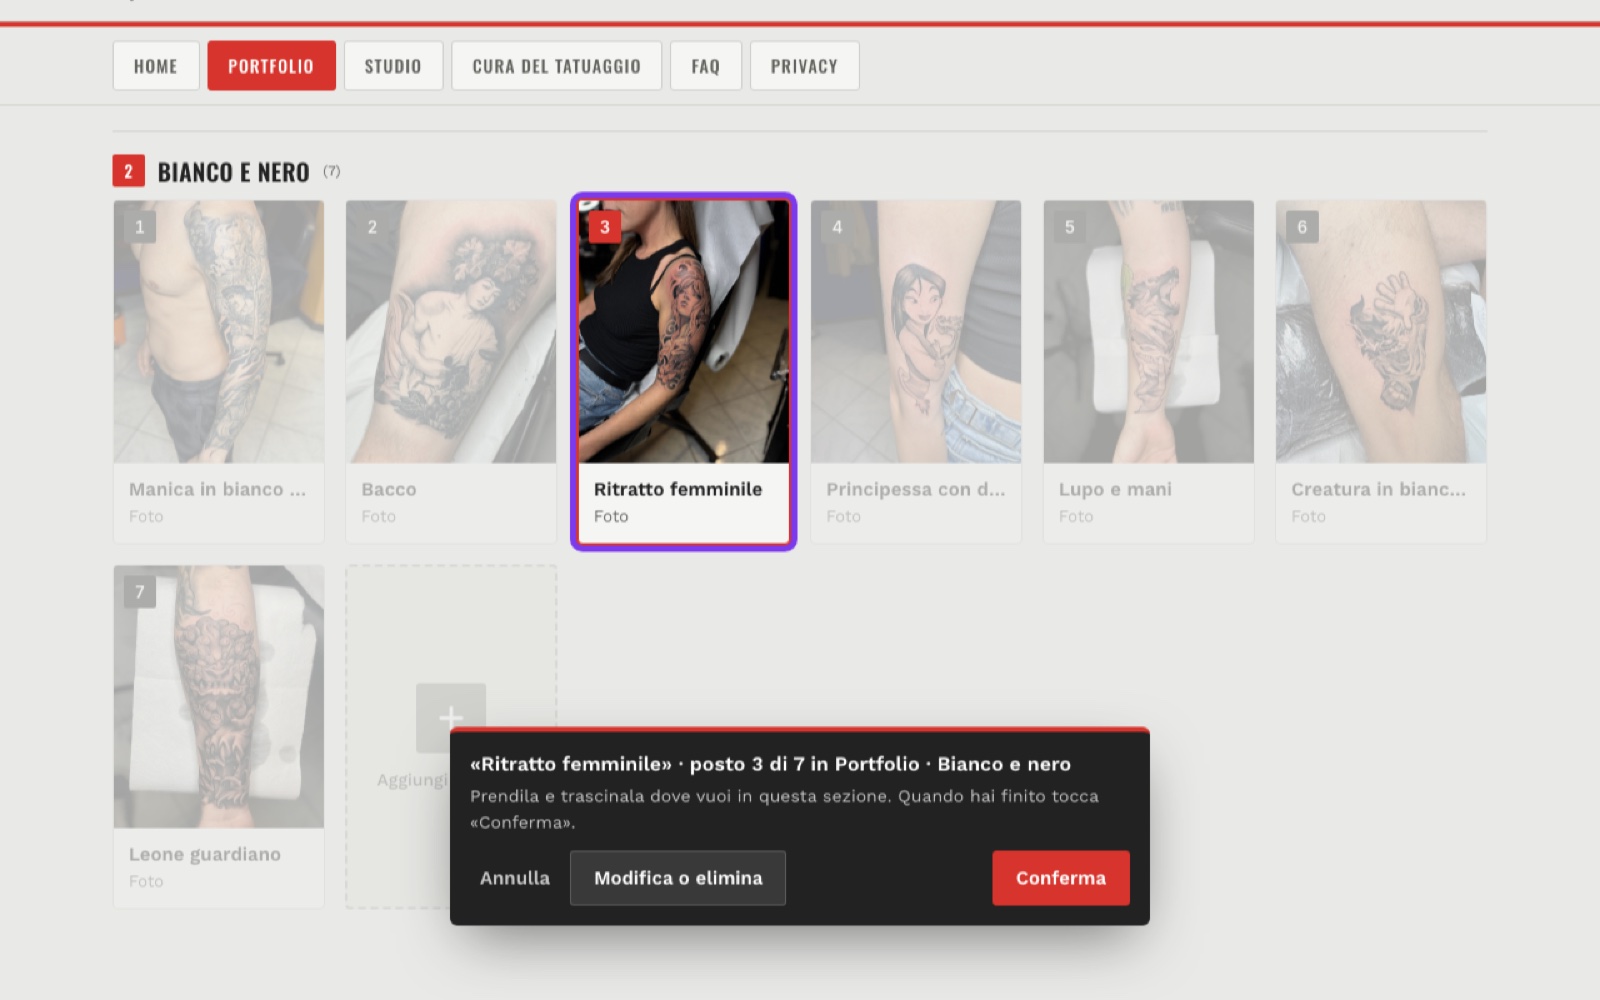 HOME
PORTFOLIO
STUDIO
CURA DEL TATUAGGIO
FAQ
PRIVACY
2 BIANCO E NERO (7)
1
2
3
4
5
6
Manica in bianco ...
Foto
Bacco
Foto
Ritratto femminile
Foto
Principessa con d...
Foto
Lupo e mani
Foto
Creatura in bianc...
Foto
7
Leone guardiano
Foto
+
Aggiungi
«Ritratto femminile» · posto 3 di 7 in Portfolio · Bianco e nero
Prendila e trascinala dove vuoi in questa sezione. Quando hai finito tocca
«Conferma».
Annulla
Modifica o elimina
Conferma